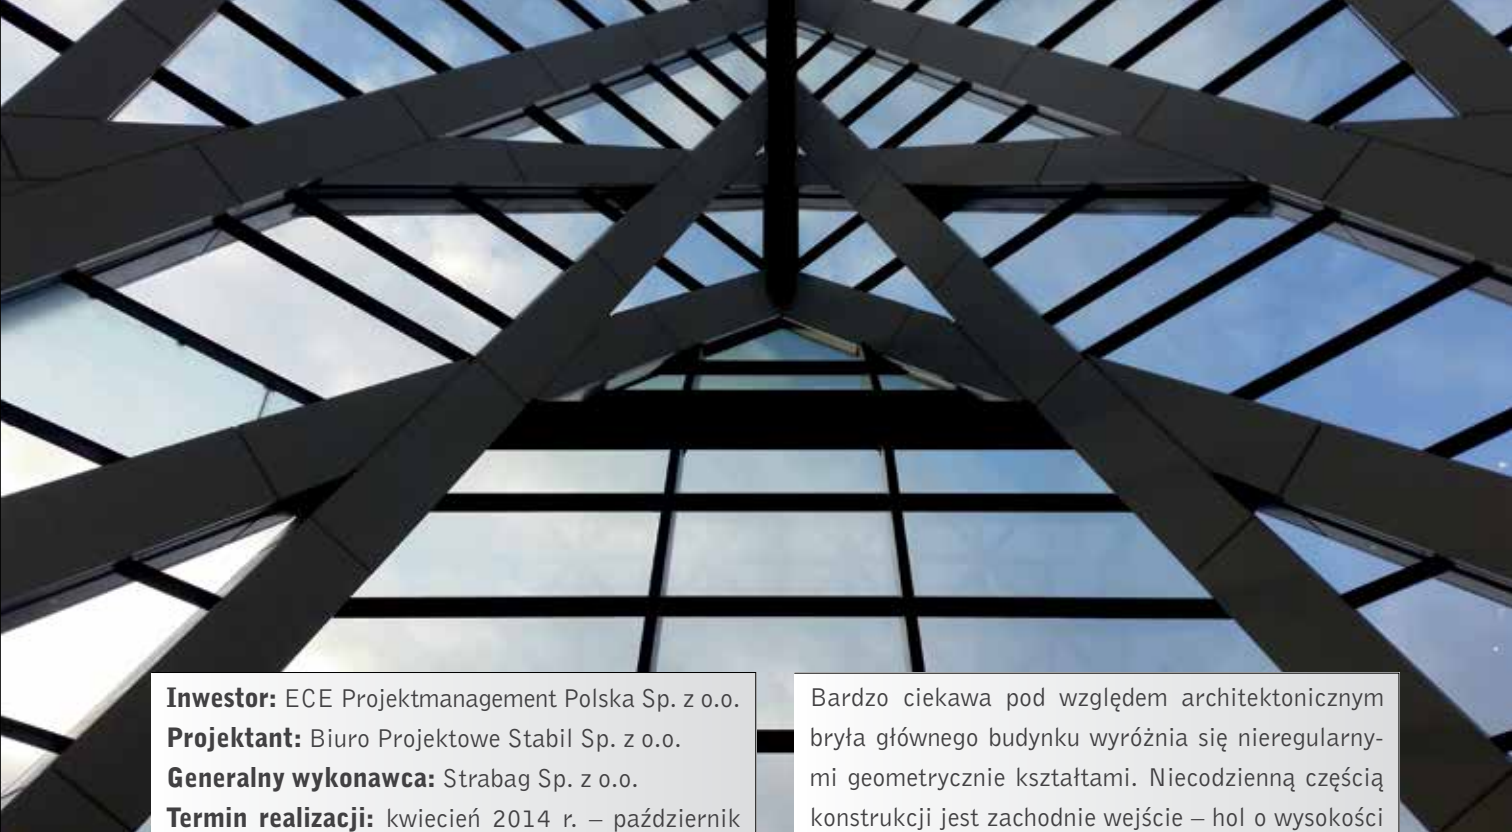 Inwestor: ECE Projektmanagement Polska Sp. z o.o.
Projektant: Biuro Projektowe Stabil Sp. z o.o.
Generalny wykonawca: Strabag Sp. z o.o.
Termin realizacji: kwiecień 2014 r. – październik
Bardzo ciekawa pod względem architektonicznym
bryła głównego budynku wyróżnia się nieregularny-
mi geometrycznie kształtami. Niecodzienną częścią
konstrukcji jest zachodnie wejście – hol o wysokości